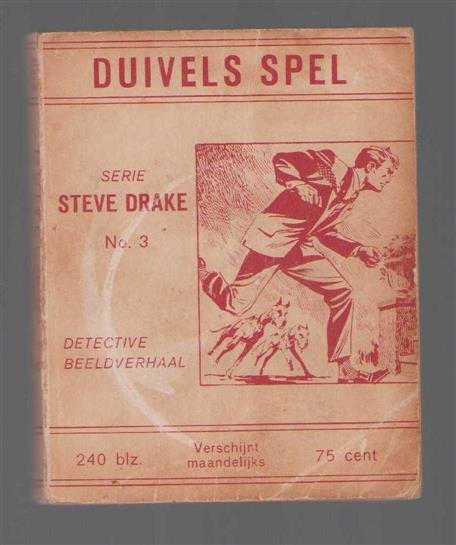 DUIVELS SPEL
SERIE
STEVE DRAKE
No. 3
DETECTIVE
BEELDVERHAAL
240 blz.
Verschijnt
maandelijks
75 cent